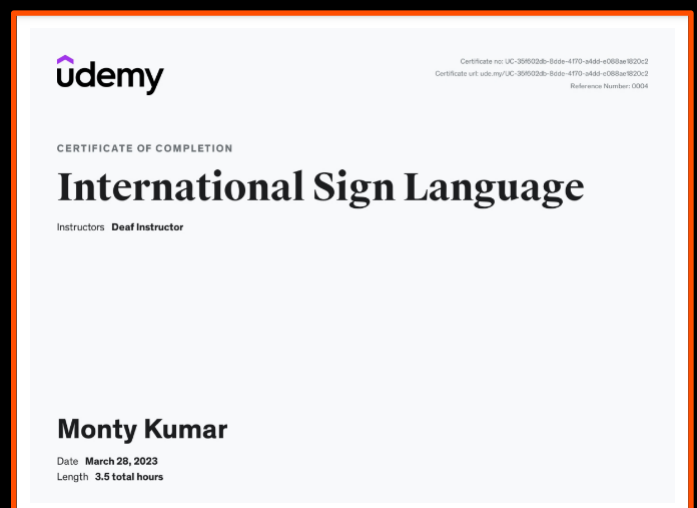 udemy
Certificate no: UC-35f602db-8dde-4f70-a4dd-e088ae1820c2
Certificate url: ude.my/UC-35f602db-8dde-4f70-a4dd-e088ae1820c2
Reference Number: 0004
CERTIFICATE OF COMPLETION
International Sign Language
Instructors Deaf Instructor
Monty Kumar
Date March 28, 2023
Length 3.5 total hours